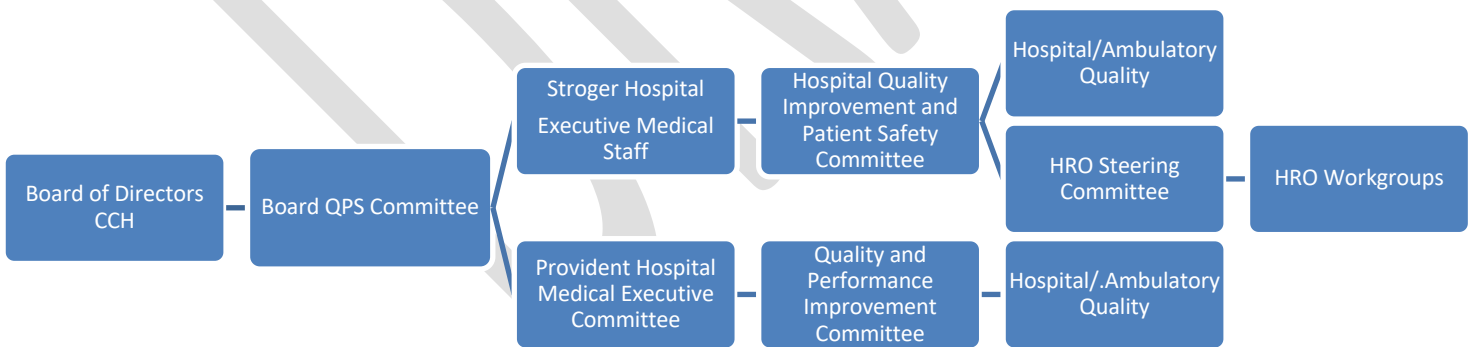 Board of Directors
CCH
Board QPS Committee
Stroger Hospital
Executive Medical
Staff
Hospital Quality
Improvement and
Patient Safety
Committee
Hospital/Ambulatory
Quality
HRO Steering
Committee
HRO Workgroups
Provident Hospital
Medical Executive
Committee
Quality and
Performance
Improvement
Committee
Hospital/.Ambulatory
Quality